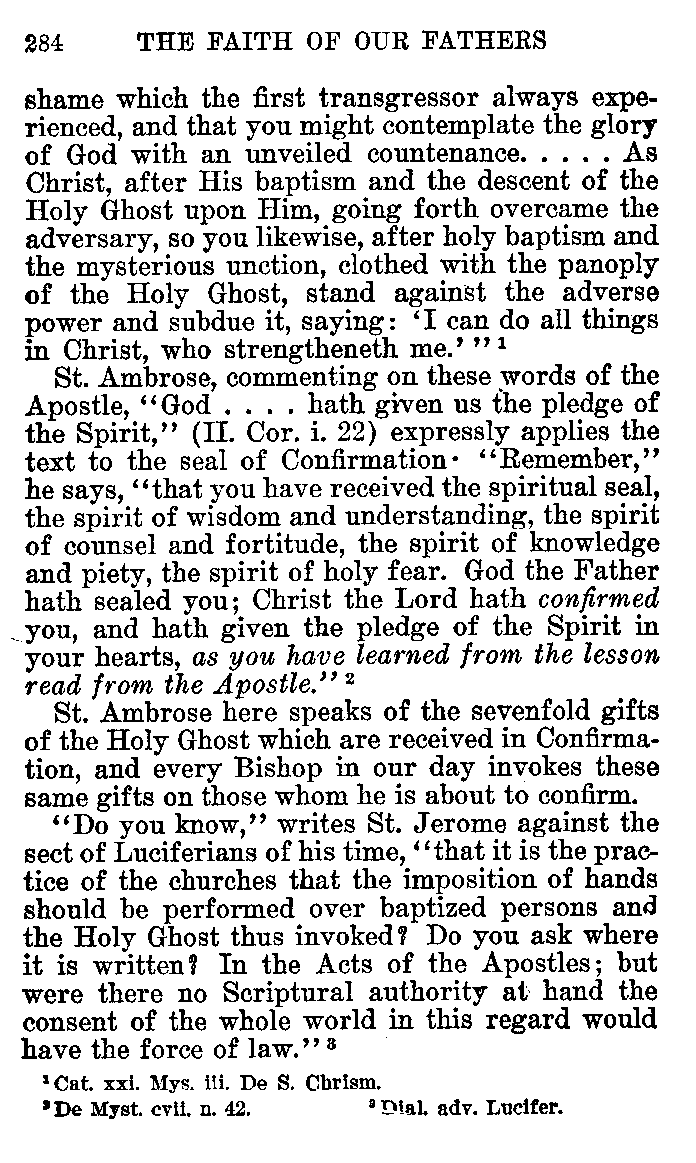 284 THE FAITH OF OUR FATHERS
shame which the first transgressor always expe-
rienced, and that you might contemplate the glory
of God with an unveiled countenance. . . . . As
Christ, after His baptism and the descent of the
Holy Ghost upon Him, going forth overcame the
adversary, so you likewise, after holy baptism and
the mysterious unction, clothed with the panoply
of the Holy Ghost, stand against the adverse
power and subdue it, saying: ‘I can do all things
in Christ, who strengtheneth me.’ ” ¹
St. Ambrose, commenting on these words of the
Apostle, “God . . . . hath given us the pledge of
the Spirit,” (II. Cor. i. 22) expressly applies the
text to the seal of Confirmation· “Remember,”
he says, “that you have received the spiritual seal,
the spirit of wisdom and understanding, the spirit
of counsel and fortitude, the spirit of knowledge
and piety, the spirit of holy fear. God the Father
hath sealed you; Christ the Lord hath confirmed
you, and hath given the pledge of the Spirit in
your hearts, as you have learned from the lesson
read from the Apostle.” ²
St. Ambrose here speaks of the sevenfold gifts
of the Holy Ghost which are received in Confirma-
tion, and every Bishop in our day invokes these
same gifts on those whom he is about to confirm.
“Do you know,” writes St. Jerome against the
sect of Luciferians of his time, “that it is the prac-
tice of the churches that the imposition of hands
should be performed over baptized persons and
the Holy Ghost thus invoked? Do you ask where
it is written? In the Acts of the Apostles; but
were there no Scriptural authority at hand the
consent of the whole world in this regard would
have the force of law.” ³
¹ Cat. xxi. Mys. iii. De S. Chrism.
² De Myst. cvii. n. 42. ³ Dial. adv. Lucifer.